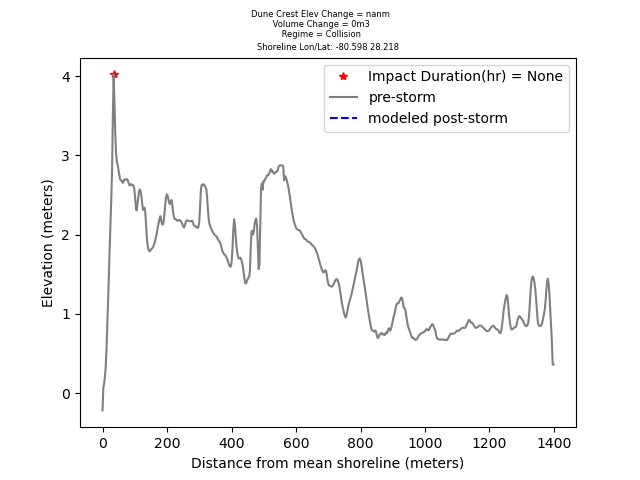 Dune Crest Elev Change = nanm
Volume Change = 0m3
Regime = Collision
Shoreline Lon/Lat: -80.598 28.218
Impact Duration(hr) = None
pre-storm
modeled post-storm
Elevation (meters)
4
3
2
1
0
0 200 400 600 800 1000 1200 1400
Distance from mean shoreline (meters)